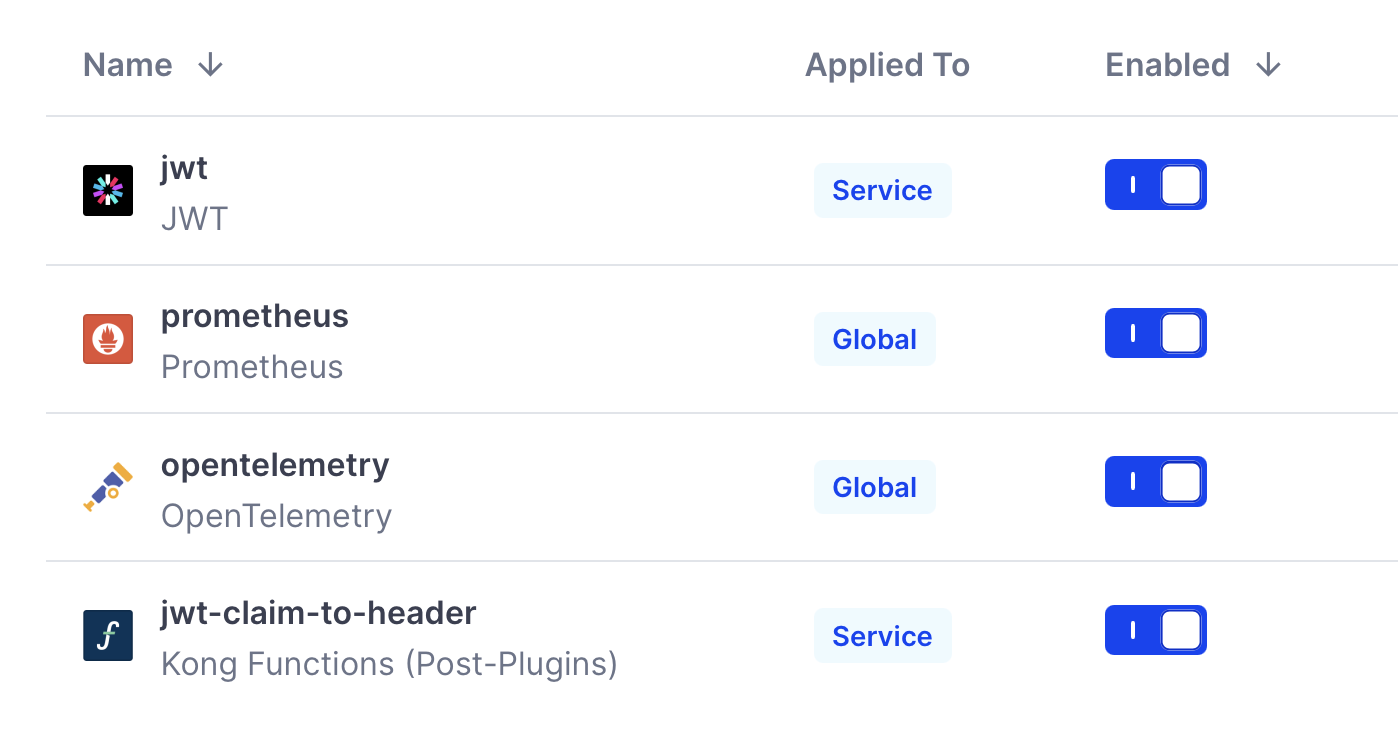 Name Applied To Enabled
jwt
JWT
Service
prometheus
Prometheus
Global
opentelemetry
OpenTelemetry
Global
jwt-claim-to-header
Kong Functions (Post-Plugins)
Service